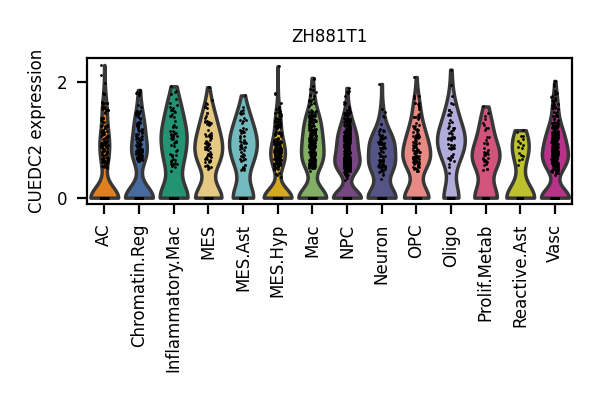 ZH881T1
CUEDC2 expression
2
0
AC
Chromatin.Reg
Inflammatory.Mac
MES
MES.Ast
MES.Hyp
Mac
NPC
Neuron
OPC
Oligo
Prolif.Metab
Reactive.Ast
Vasc